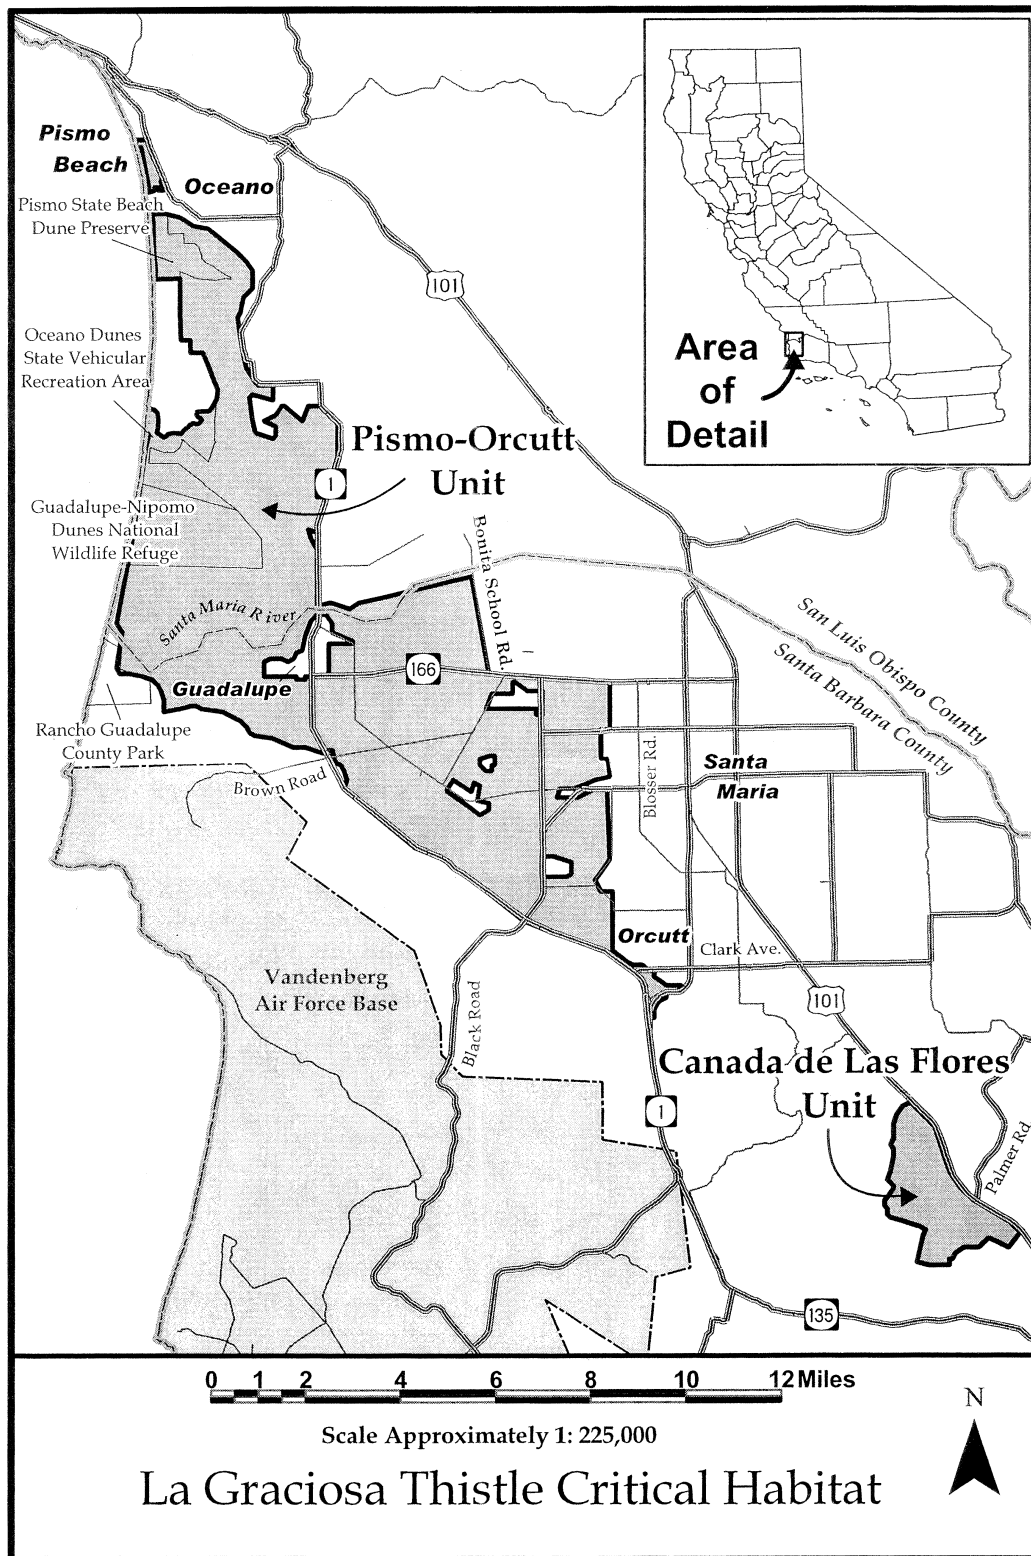 Pismo
Beach
Oceano
Pismo State Beach
Dune Preserve
101
Oceano Dunes
State Vehicular
Recreation Area
Area
of
Detail
Pismo-Orcutt
Unit
1
Guadalupe-Nipomo
Dunes National
Wildlife Refuge
Bonita School Rd.
Santa Maria River
San Luis Obispo County
Santa Barbara County
166
Guadalupe
Rancho Guadalupe
County Park
Brown Road
Blosser Rd.
Santa
Maria
Orcutt
Clark Ave.
Vandenberg
Air Force Base
Black Road
101
Canada de Las Flores
Unit
1
Palmer Rd
135
0 1 2 4 6 8 10 12 Miles
Scale Approximately 1: 225,000
N
La Graciosa Thistle Critical Habitat